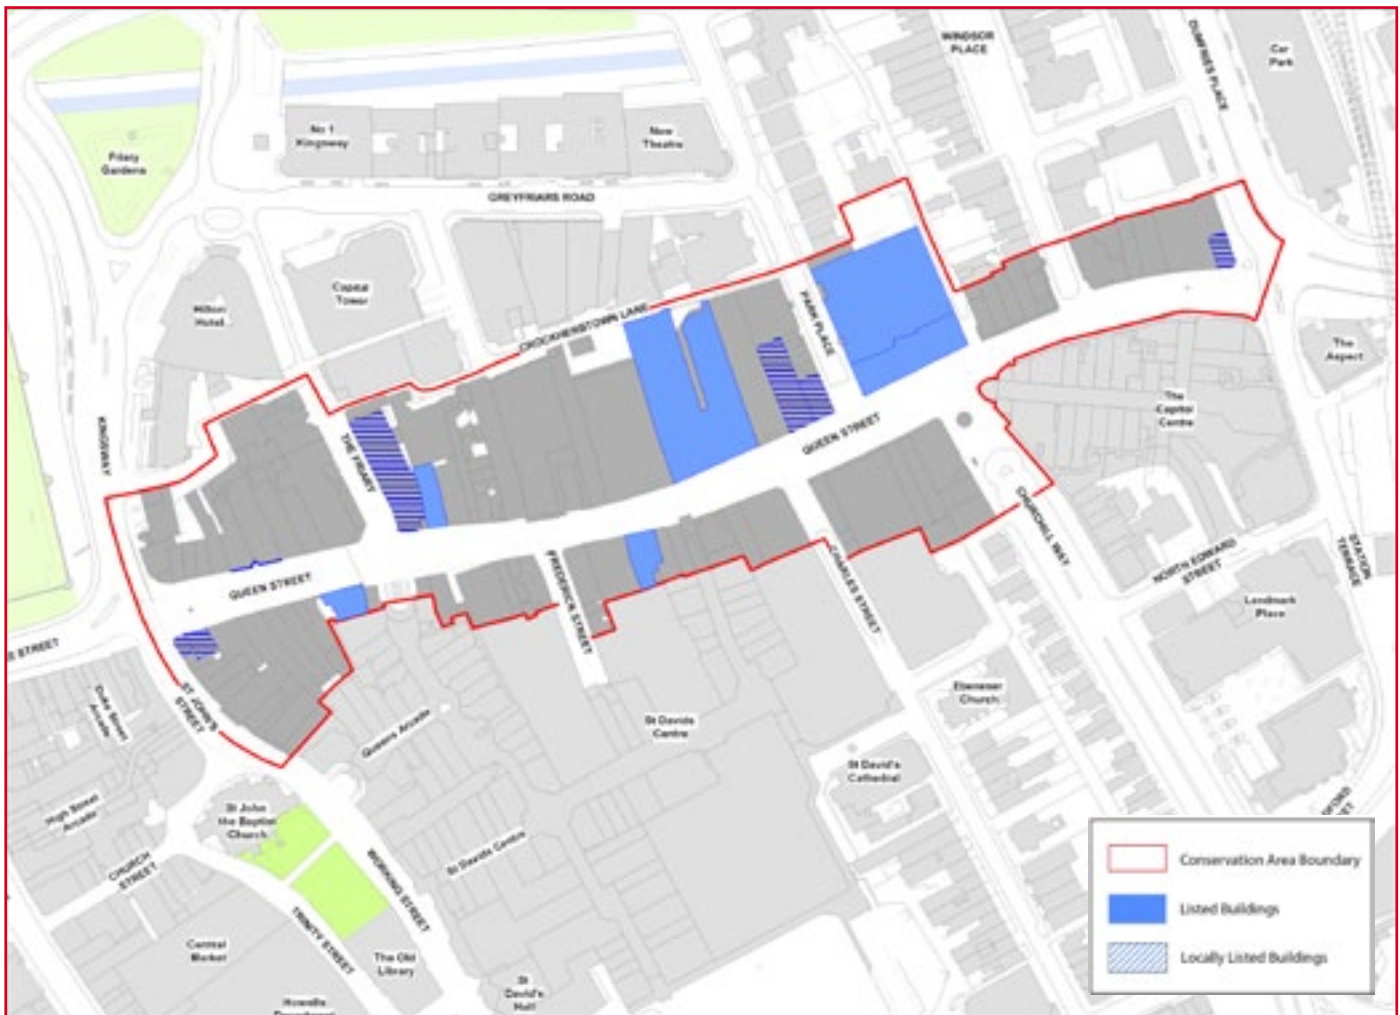 WINDSOR
PLACE
DUMFRIES PLACE
Car
Park
No 1
Kingsway
New
Theatre
Friary
Gardens
GREYFRIARS ROAD
Capital
Tower
Hilton
Hotel
CROCKHERBTOWN LANE
PARK PLACE
The
Aspect
The
Capitol
Centre
KINGSWAY
THE FRIARY
QUEEN STREET
CHURCHILL WAY
STATION
TERRACE
NORTH EDWARD
STREET
FREDERICK STREET
CHARLES STREET
QUEEN STREET
Landmark
Place
E STREET
ST JOHN'S
STREET
Duke Street
Arcade
Ebenezer
Church
Queens Arcade
St Davids
Centre
St David's
Cathedral
High Street
Arcade
St John
the Baptist
Church
CHURCH
STREET
WORKING STREET
St Davids Centre
TRINITY STREET
Central
Market
The Old
Library
St
David's
Hall
Howells
Conservation Area Boundary
Listed Buildings
Locally Listed Buildings